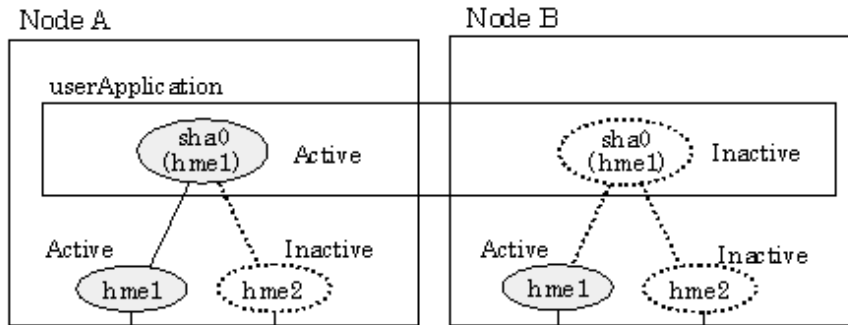 Node A
Node B
userApplication
sha0
(hme1)
Active
sha0
(hme1)
Inactive
Active
Inactive
Active
Inactive
hme1
hme2
hme1
hme2